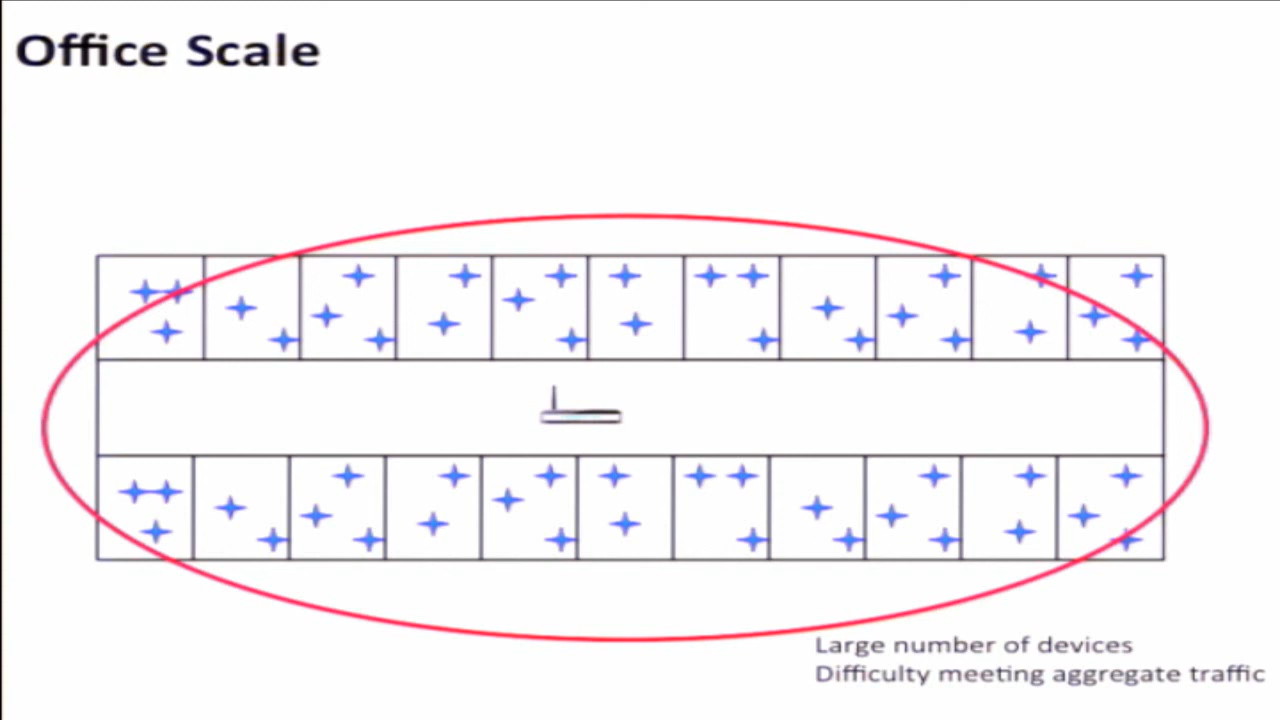 Office Scale
Large number of devices
Difficulty meeting aggregate traffic